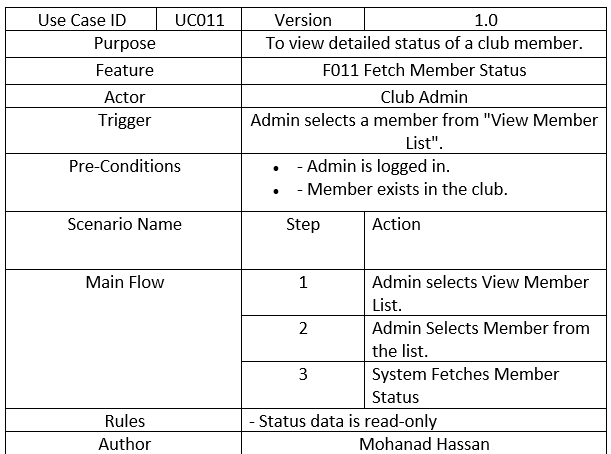 Use Case ID UC011 Version 1.0
Purpose To view detailed status of a club member.
Feature F011 Fetch Member Status
Actor Club Admin
Trigger Admin selects a member from "View Member
List".
Pre-Conditions • - Admin is logged in.
• - Member exists in the club.
Scenario Name Step Action
Main Flow 1 Admin selects View Member
List.
2 Admin Selects Member from
the list.
3 System Fetches Member
Status
Rules - Status data is read-only
Author Mohanad Hassan